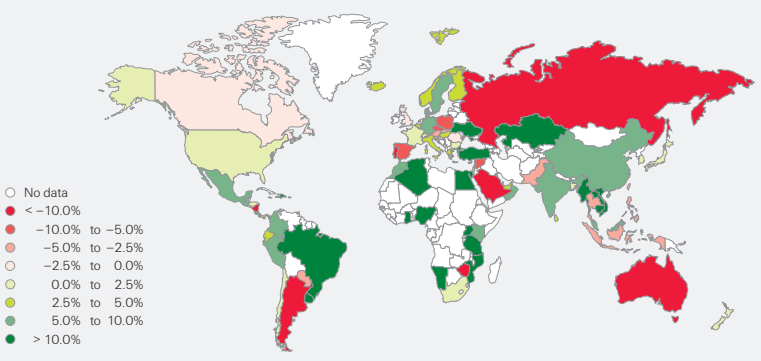 No data
< −10.0%
−10.0% to −5.0%
−5.0% to −2.5%
−2.5% to 0.0%
0.0% to 2.5%
2.5% to 5.0%
5.0% to 10.0%
> 10.0%